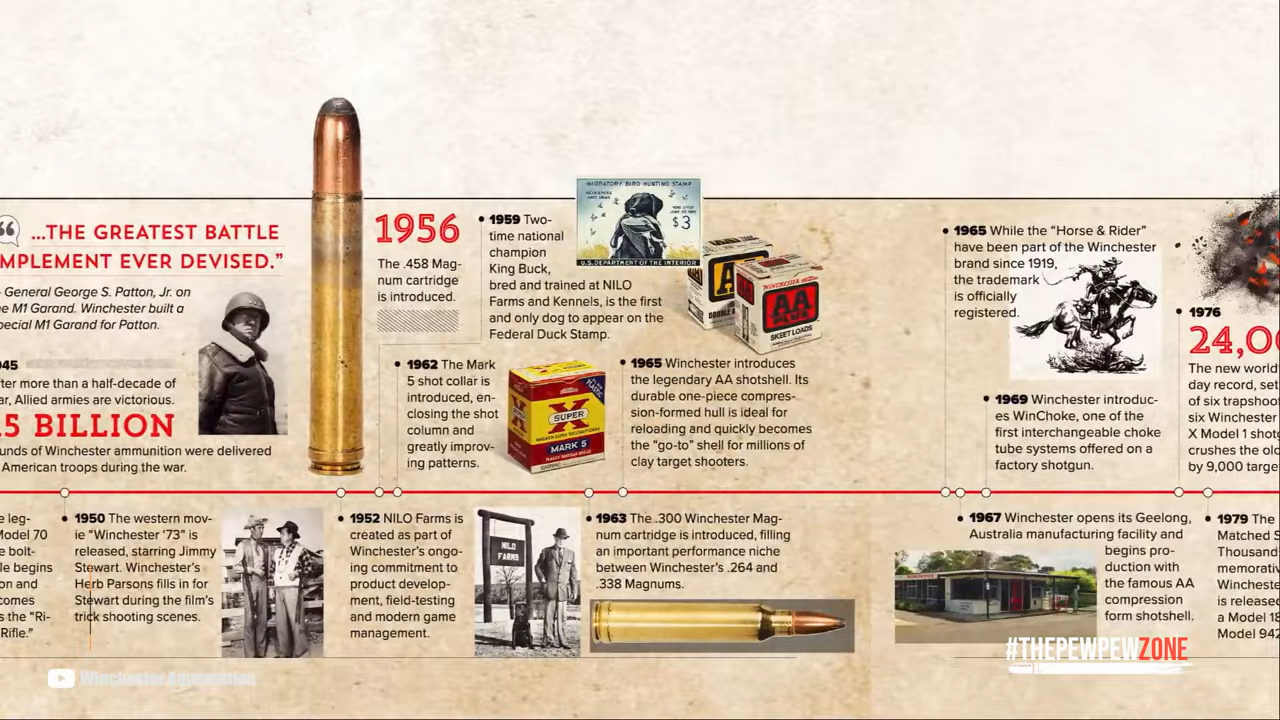 “ ...THE GREATEST BATTLE
MPLEMENT EVER DEVISED.”
- General George S. Patton, Jr. on
e M1 Garand. Winchester built a
pecial M1 Garand for Patton.
945
fter more than a half-decade of
ar, Allied armies are victorious.
15 BILLION
unds of Winchester ammunition were delivered
American troops during the war.
1956
The .458 Mag-
num cartridge
is introduced.
1959 Two-
time national
champion
King Buck,
bred and trained at NILO
Farms and Kennels, is the first
and only dog to appear on the
Federal Duck Stamp.
MIGRATORY BIRD HUNTING STAMP
$3
U.S. DEPARTMENT OF THE INTERIOR
WINCHESTER
AA
PLUS
SKEET LOADS
1962 The Mark
5 shot collar is
introduced, en-
closing the shot
column and
greatly improv-
ing patterns.
SUPER
X
MARK 5
1965 Winchester introduces
the legendary AA shotshell. Its
durable one-piece compres-
sion-formed hull is ideal for
reloading and quickly becomes
the “go-to” shell for millions of
clay target shooters.
1965 While the “Horse & Rider”
have been part of the Winchester
brand since 1919,
the trademark
is officially
registered.
1969 Winchester introduc-
es WinChoke, one of the
first interchangeable choke
tube systems offered on a
factory shotgun.
1976
24,0
The new world
day record, set
of six trapshoot
six Winchester
X Model 1 shot
crushes the old
by 9,000 targe
e leg-
Model 70
e bolt-
le begins
on and
comes
s the “Ri-
Rifle.”
1950 The western mov-
ie “Winchester ‘73” is
released, starring Jimmy
Stewart. Winchester’s
Herb Parsons fills in for
Stewart during the film’s
trick shooting scenes.
1952 NILO Farms is
created as part of
Winchester’s ongo-
ing commitment to
product develop-
ment, field-testing
and modern game
management.
NILO
FARMS
1963 The .300 Winchester Mag-
num cartridge is introduced, filling
an important performance niche
between Winchester’s .264 and
.338 Magnums.
1967 Winchester opens its Geelong,
Australia manufacturing facility and
begins pro-
duction with
the famous AA
compression
form shotshell.
1979 The S
Matched S
Thousand
memorativ
Winchester
is released
a Model 18
Model 942
#THEPEWPEWZONE
Winchester Ammunition